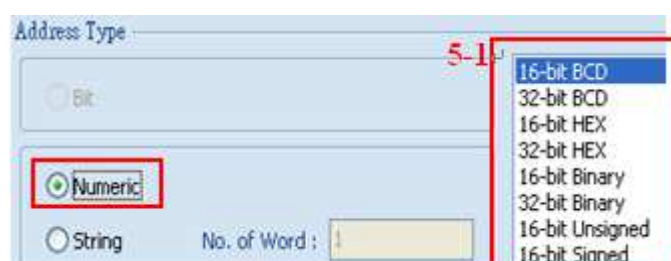 Address Type
5-1
Bit
Numeric
String No. of Word : 1
16-bit BCD
32-bit BCD
16-bit HEX
32-bit HEX
16-bit Binary
32-bit Binary
16-bit Unsigned
16-bit Signed